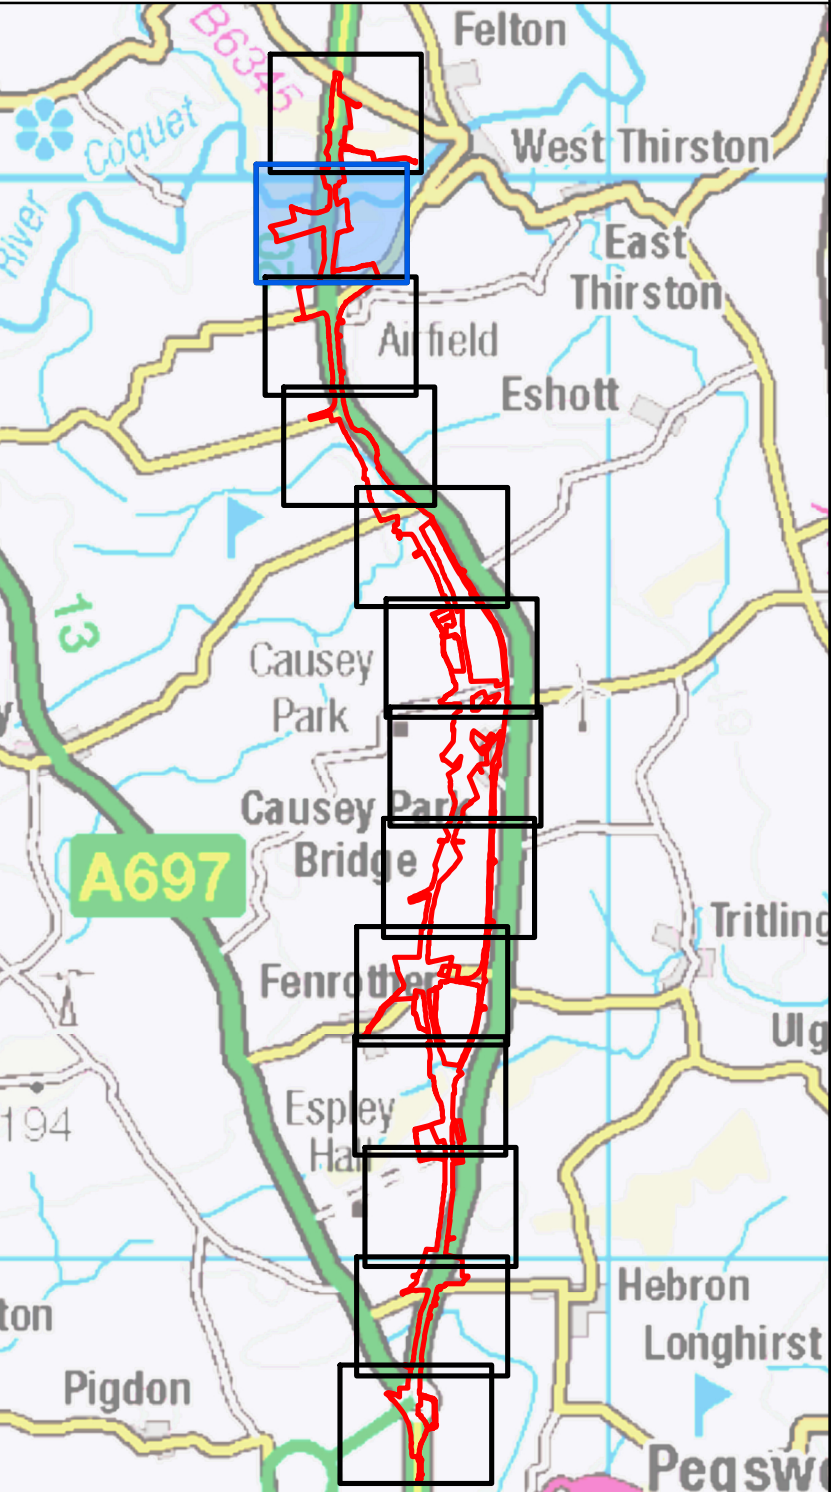 Felton
B6345
Coquet
West Thirston
River
East
Thirston
Airfield
Eshott
13
Causey
Park
Causey Park
Bridge
A697
Tritling
Fenrother
Ulg
194
Espley
Hall
Hebron
ton
Longhirst
Pigdon
Pegsw